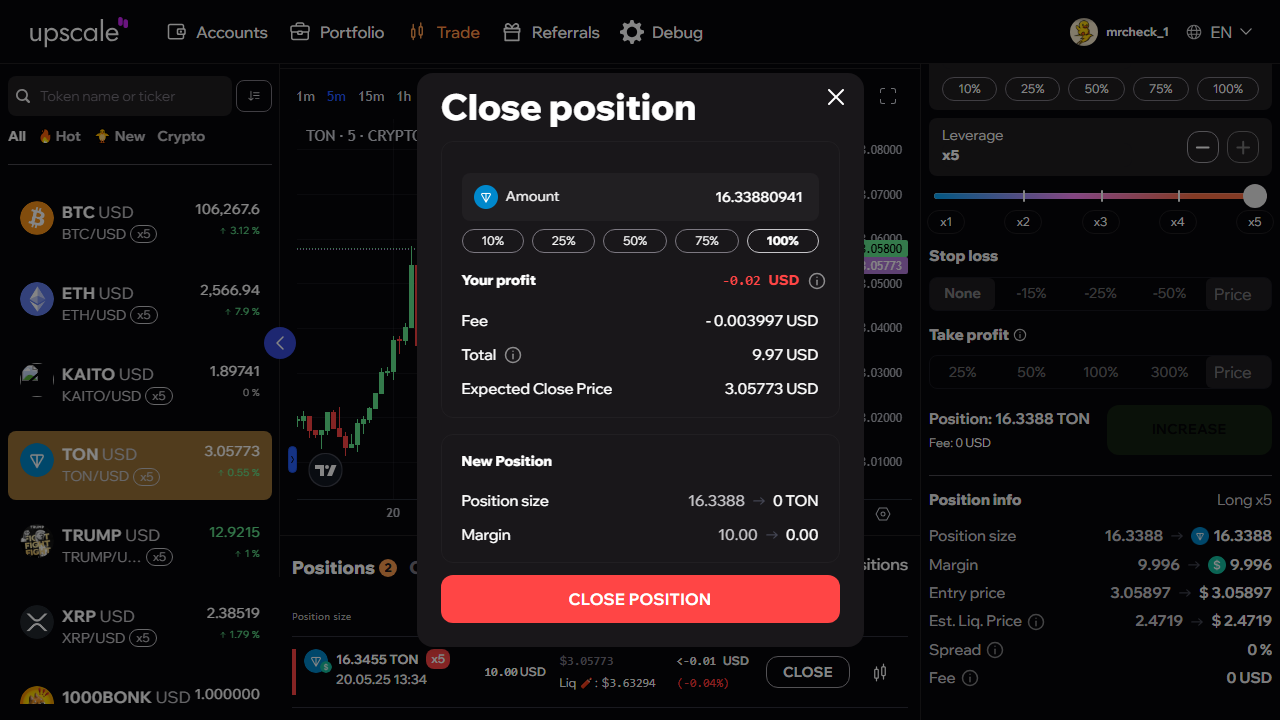 upscale
Accounts
Portfolio
Trade
Referrals
Debug
mrcheck_1
EN
Token name or ticker
All
Hot
New
Crypto
BTC USD
106,267.6
BTC/USD x5
↑ 3.12 %
ETH USD
2,566.94
ETH/USD x5
↑ 7.9 %
KAITO USD
1.89741
KAITO/USD x5
0 %
TON USD
3.05773
TON/USD x5
↑ 0.55 %
TRUMP USD
12.9215
TRUMP/U... x5
↑ 1 %
XRP USD
2.38519
XRP/USD x5
↑ 1.79 %
1000BONK USD
1.000000
1m 5m 15m 1h
TON · 5 · CRYPTO
3.08000
3.07000
3.06000
3.05800
3.05773
3.05000
3.04000
3.03000
3.02000
3.01000
20
Positions 2
Position size
16.3455 TON x5
20.05.25 13:34
10.00 USD
$3.05773
Liq : $3.63294
<-0.01 USD
(-0.04%)
CLOSE
Close position
Amount
16.33880941
10% 25% 50% 75% 100%
Your profit
-0.02 USD
Fee
-0.003997 USD
Total
9.97 USD
Expected Close Price
3.05773 USD
New Position
Position size
16.3388 → 0 TON
Margin
10.00 → 0.00
CLOSE POSITION
10% 25% 50% 75% 100%
Leverage
x5
x1 x2 x3 x4 x5
Stop loss
None -15% -25% -50% Price
Take profit
25% 50% 100% 300% Price
Position: 16.3388 TON
Fee: 0 USD
INCREASE
Position info
Long x5
Position size
16.3388 → 16.3388
Margin
9.996 → $ 9.996
Entry price
3.05897 → $ 3.05897
Est. Liq. Price
2.4719 → $ 2.4719
Spread
0 %
Fee
0 USD